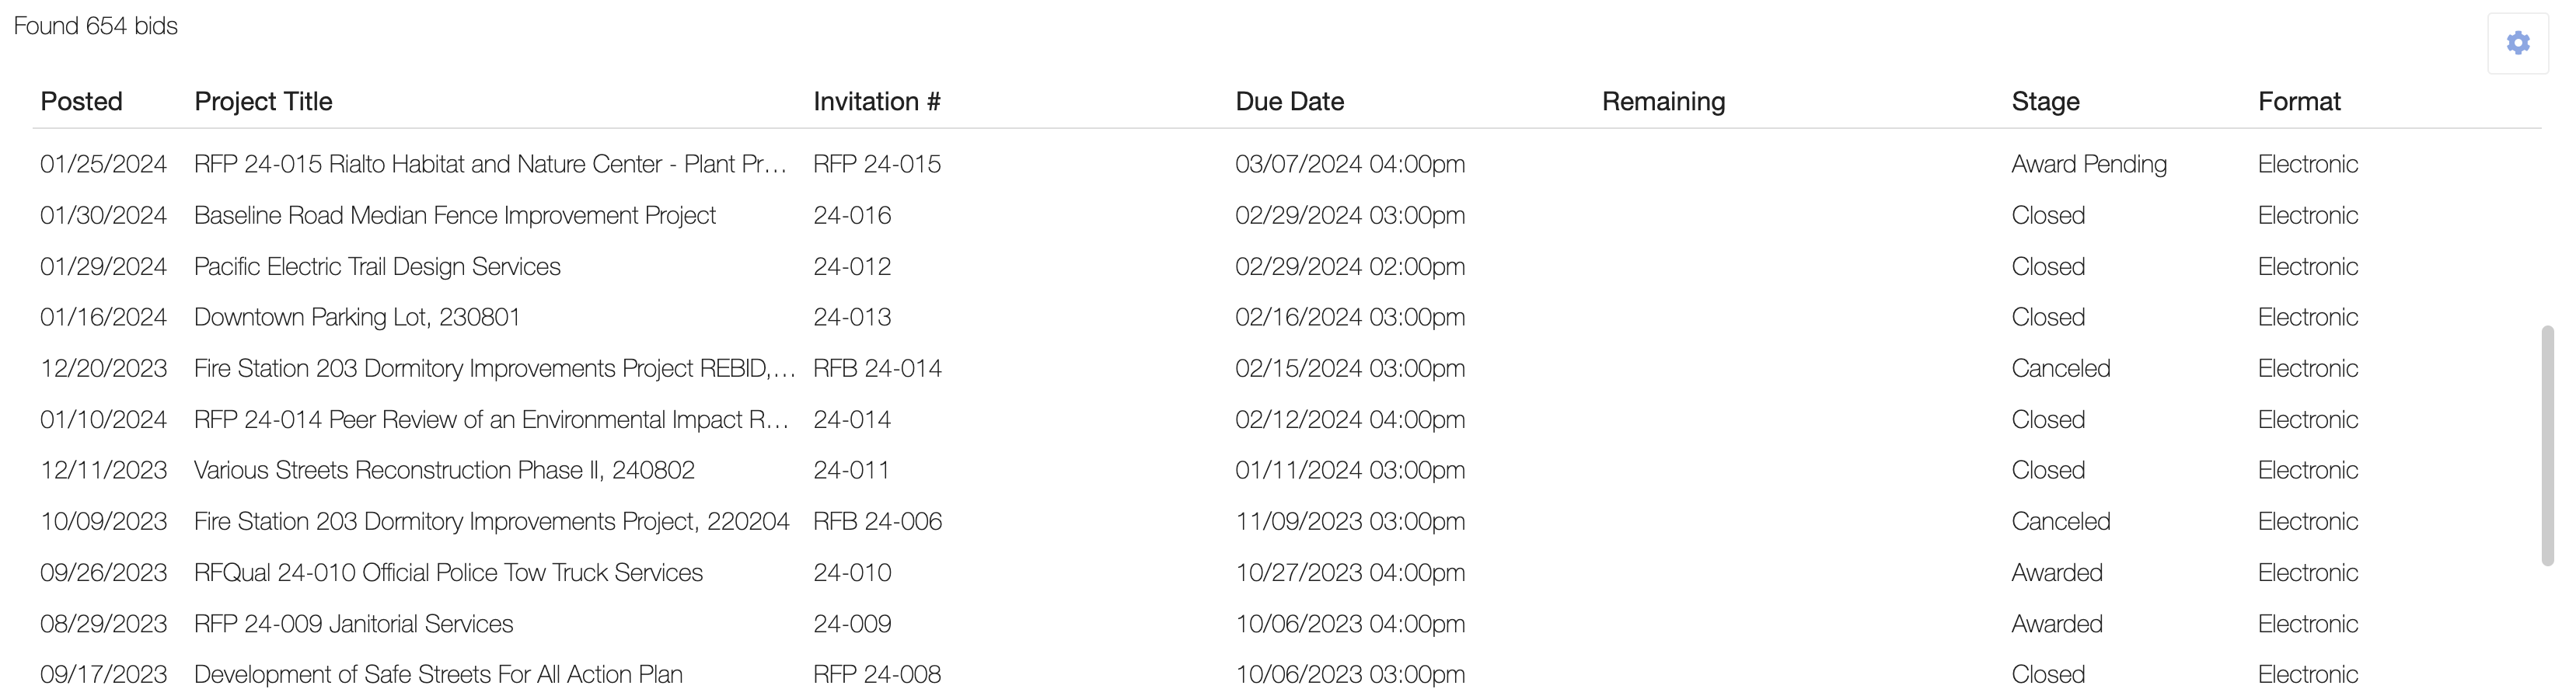 Found 654 bids
Posted Project Title Invitation # Due Date Remaining Stage Format
01/25/2024 RFP 24-015 Rialto Habitat and Nature Center - Plant Pr... RFP 24-015 03/07/2024 04:00pm Award Pending Electronic
01/30/2024 Baseline Road Median Fence Improvement Project 24-016 02/29/2024 03:00pm Closed Electronic
01/29/2024 Pacific Electric Trail Design Services 24-012 02/29/2024 02:00pm Closed Electronic
01/16/2024 Downtown Parking Lot, 230801 24-013 02/16/2024 03:00pm Closed Electronic
12/20/2023 Fire Station 203 Dormitory Improvements Project REBID,... RFB 24-014 02/15/2024 03:00pm Canceled Electronic
01/10/2024 RFP 24-014 Peer Review of an Environmental Impact R... 24-014 02/12/2024 04:00pm Closed Electronic
12/11/2023 Various Streets Reconstruction Phase II, 240802 24-011 01/11/2024 03:00pm Closed Electronic
10/09/2023 Fire Station 203 Dormitory Improvements Project, 220204 RFB 24-006 11/09/2023 03:00pm Canceled Electronic
09/26/2023 RFQual 24-010 Official Police Tow Truck Services 24-010 10/27/2023 04:00pm Awarded Electronic
08/29/2023 RFP 24-009 Janitorial Services 24-009 10/06/2023 04:00pm Awarded Electronic
09/17/2023 Development of Safe Streets For All Action Plan RFP 24-008 10/06/2023 03:00pm Closed Electronic